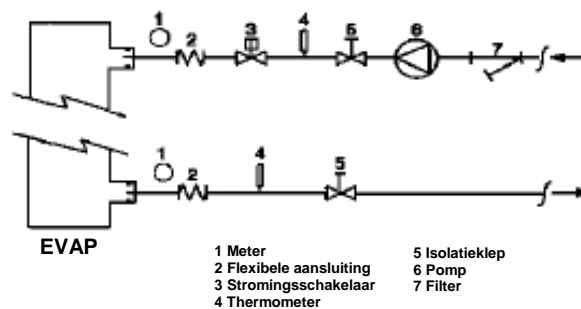 1 2 3 4 5 6 7
1 2 4 5
EVAP
1 Meter
2 Flexibele aansluiting
3 Stromingsschakelaar
4 Thermometer
5 Isolatieklep
6 Pomp
7 Filter